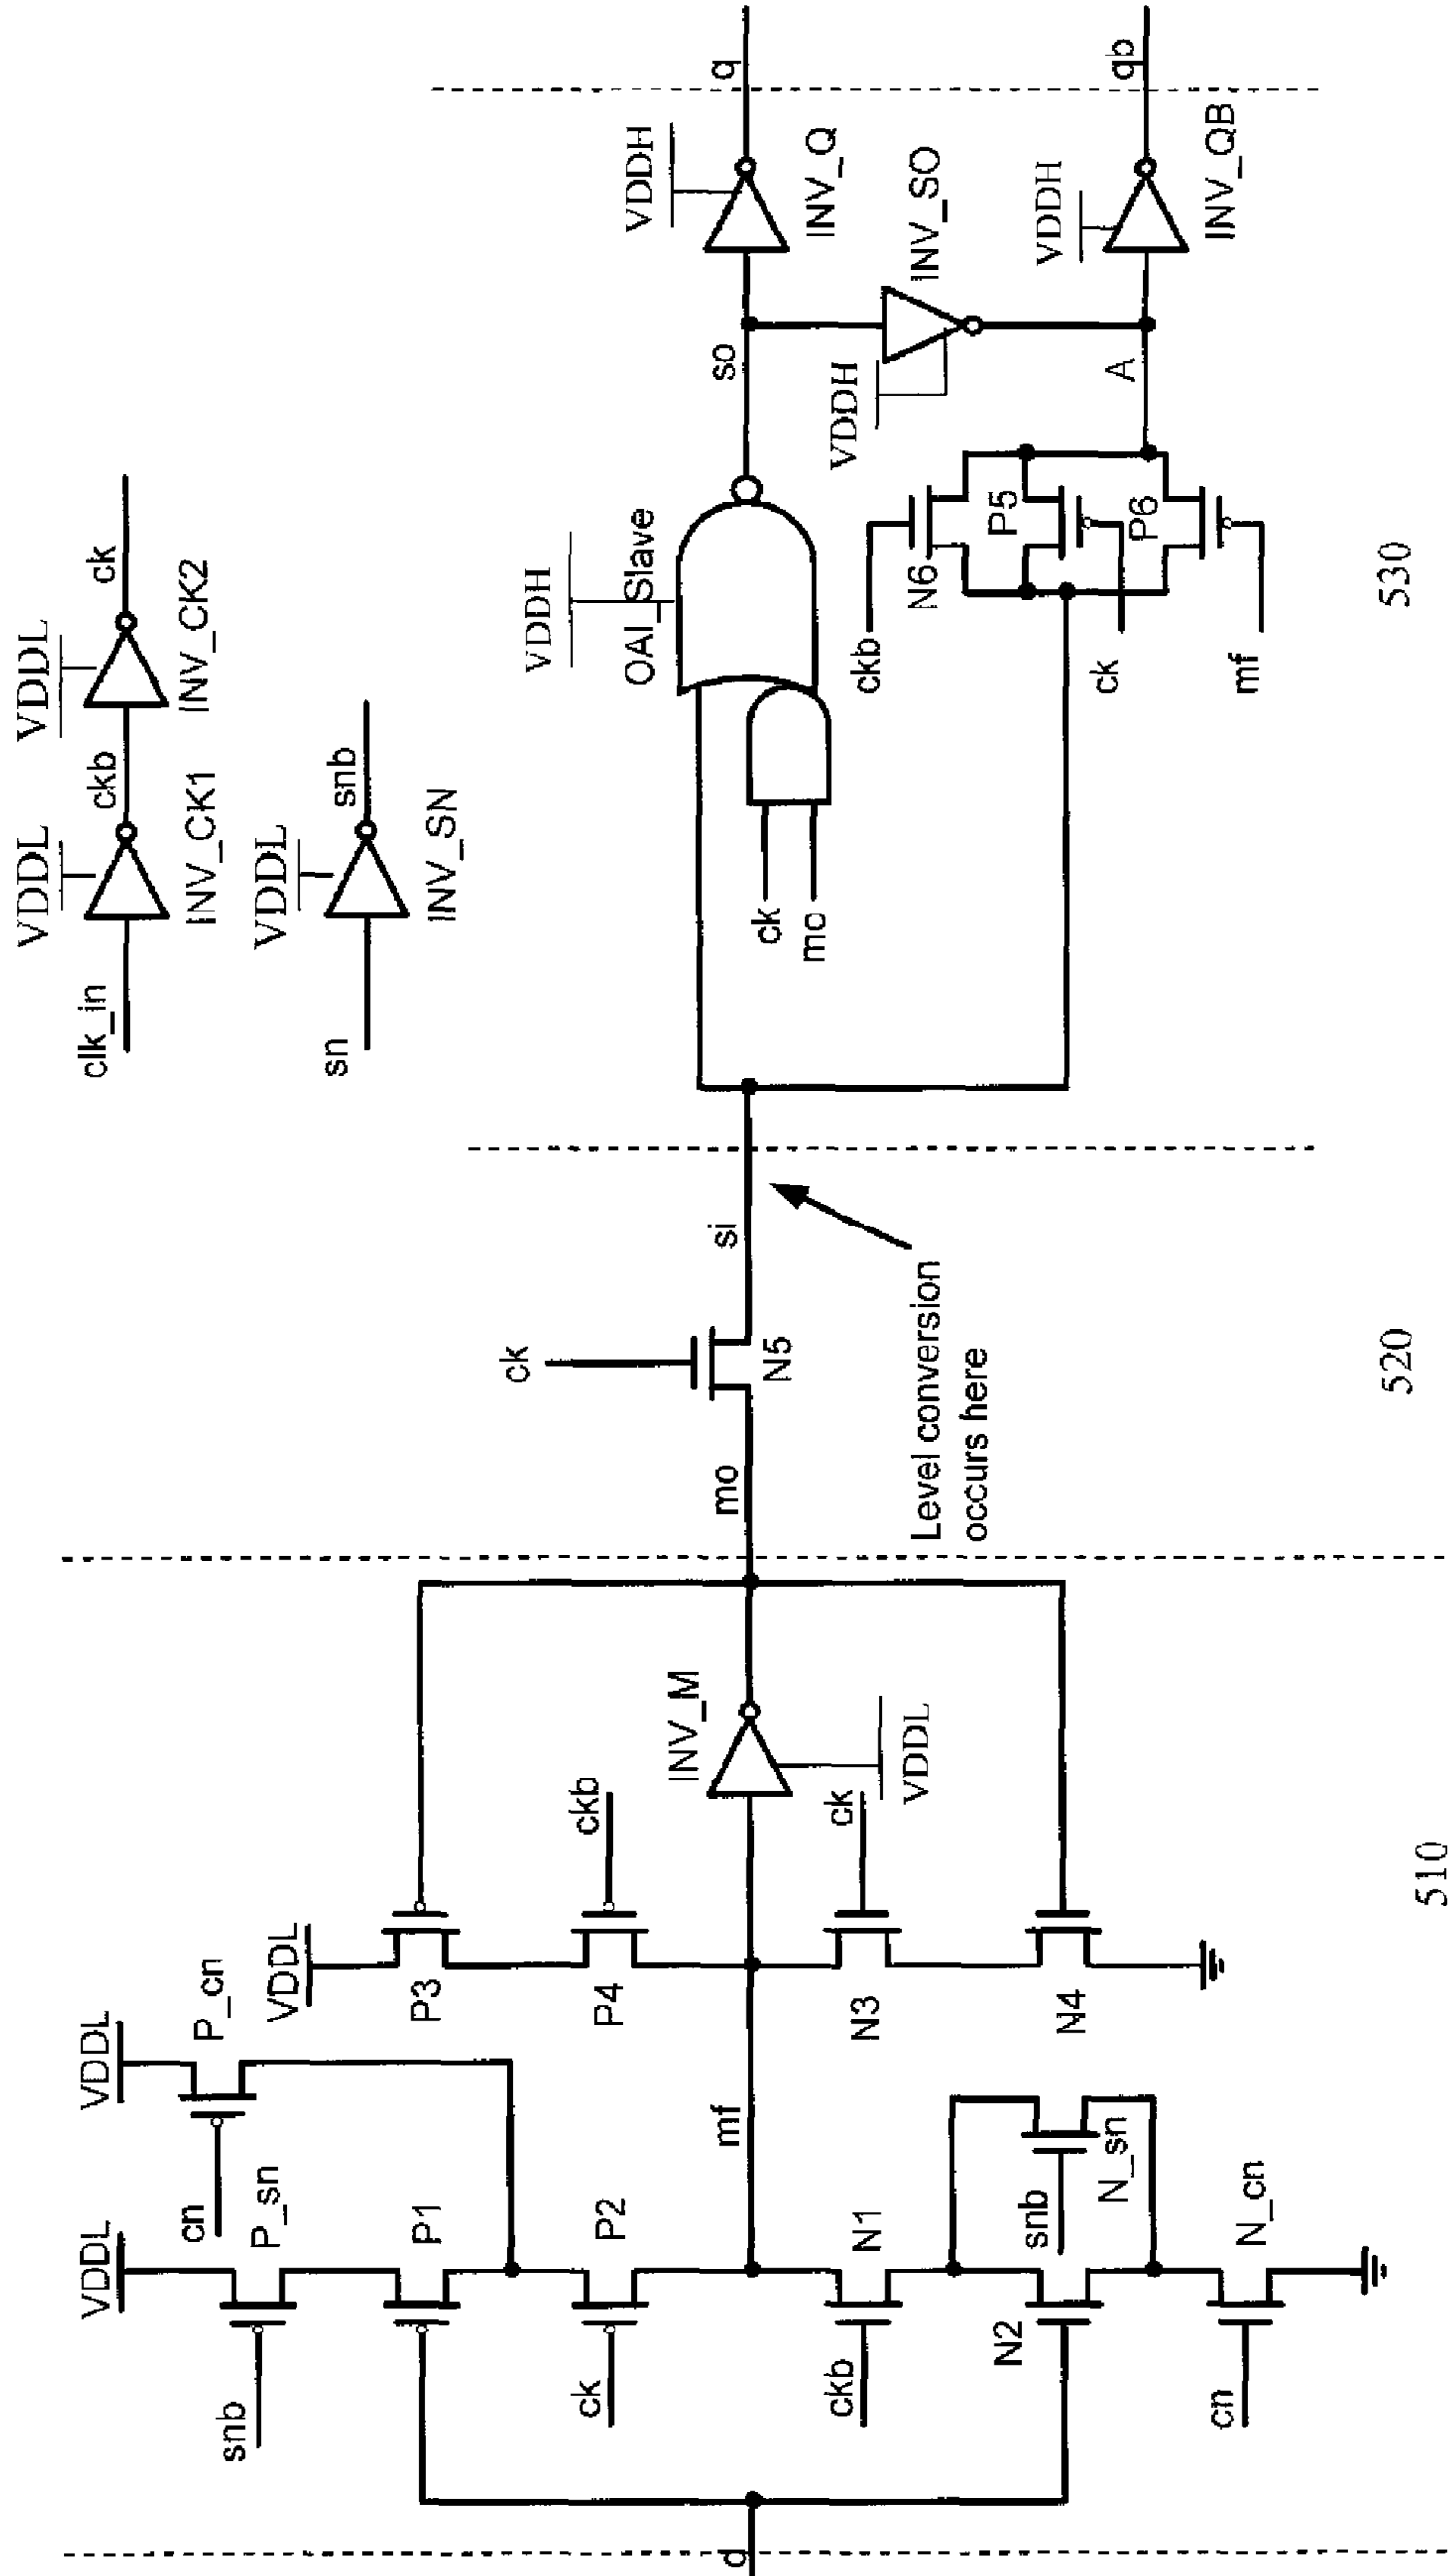 clk_in
VDDL
INV_CK1
ckb
VDDL
INV_CK2
ck
sn
VDDL
INV_SN
snb
d
snb
VDDL
P_sn
cn
VDDL
P_cn
P1
ck
P2
mf
ckb
N1
N2
snb
N_sn
cn
N_cn
VDDL
P3
P4
ckb
N3
ck
N4
INV_M
VDDL
mo
ck
N5
si
Level conversion
occurs here
ck
mo
VDDH
OAI_Slave
so
VDDH
INV_Q
q
VDDH
INV_SO
ckb
N6
P5
ck
P6
mf
A
VDDH
INV_QB
qb
510
520
530